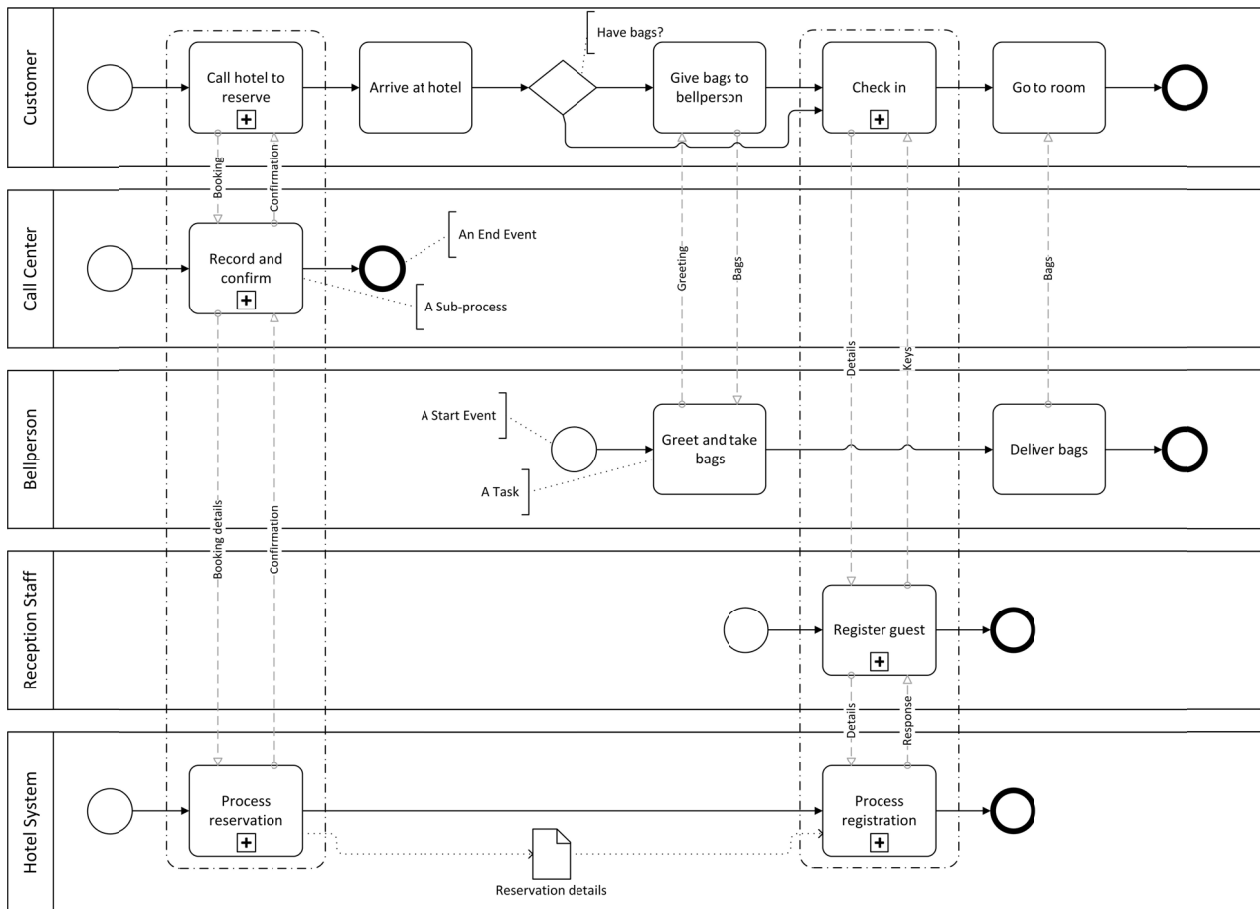 Customer
Call hotel to
reserve
Arrive at hotel
Have bags?
Give bags to
bellperson
Check in
Go to room
Booking
Confirmation
Call Center
Record and
confirm
An End Event
A Sub-process
Greeting
Bags
Details
Keys
Bags
Bellperson
A Start Event
A Task
Greet and take
bags
Deliver bags
Booking details
Confirmation
Reception Staff
Register guest
Details
Response
Hotel System
Process
reservation
Reservation details
Process
registration